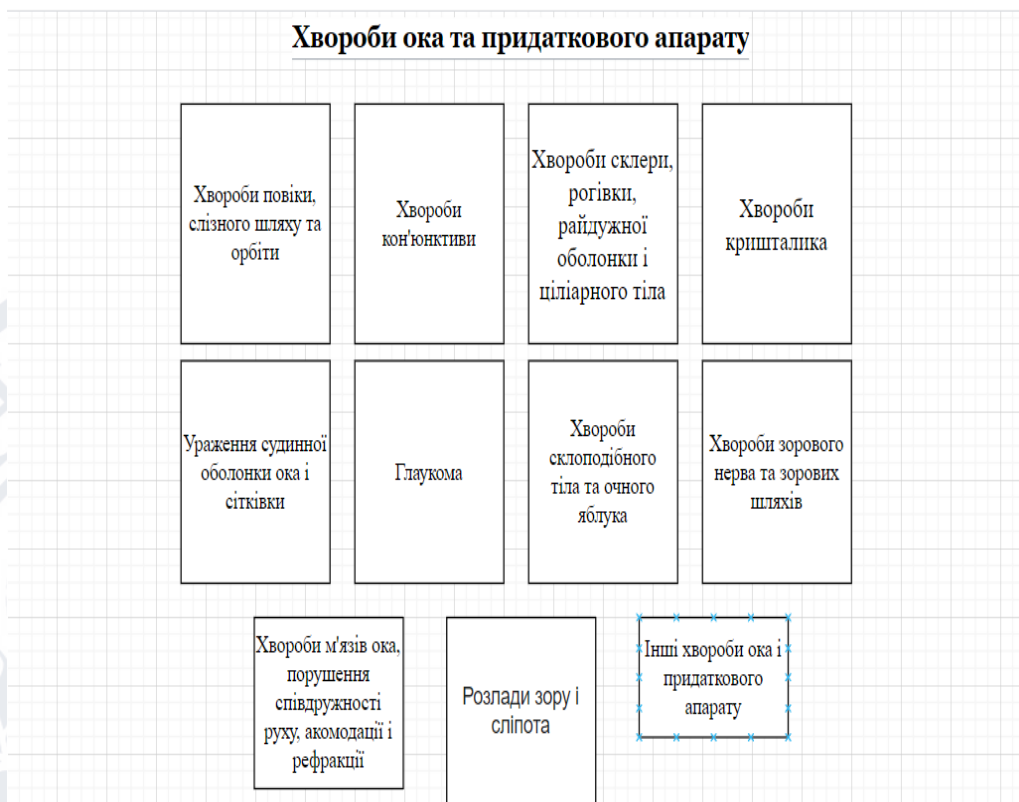 Хвороби ока та придаткового апарату
Хвороби повіки,
слізного шляху та
орбіти
Хвороби
кон'юнктиви
Хвороби склери,
рогівки,
райдужної
оболонки і
ціліарного тіла
Хвороби
кришталика
Ураження судинної
оболонки ока і
сітківки
Глаукома
Хвороби
склоподібного
тіла та очного
яблука
Хвороби зорового
нерва та зорових
шляхів
Хвороби м'язів ока,
порушення
співдружності
руху, акомодації і
рефракції
Розлади зору і
сліпота
Інші хвороби ока і
придаткового
апарату